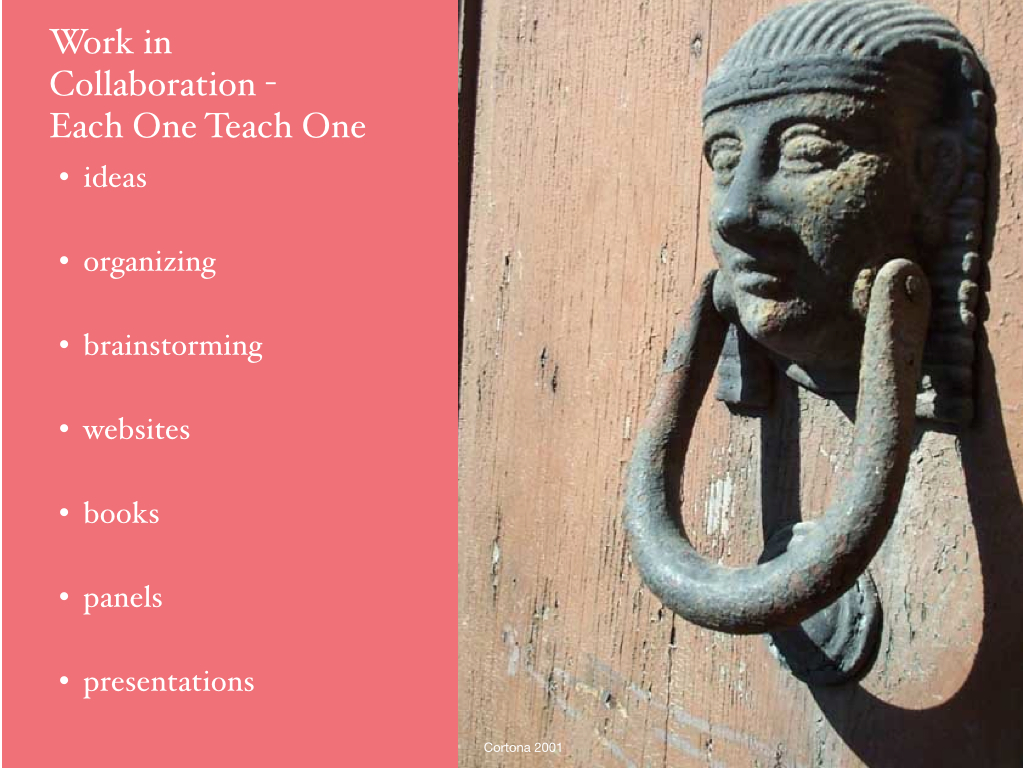 Work in
Collaboration -
Each One Teach One
• ideas
• organizing
• brainstorming
• websites
• books
• panels
• presentations
Cortona 2001